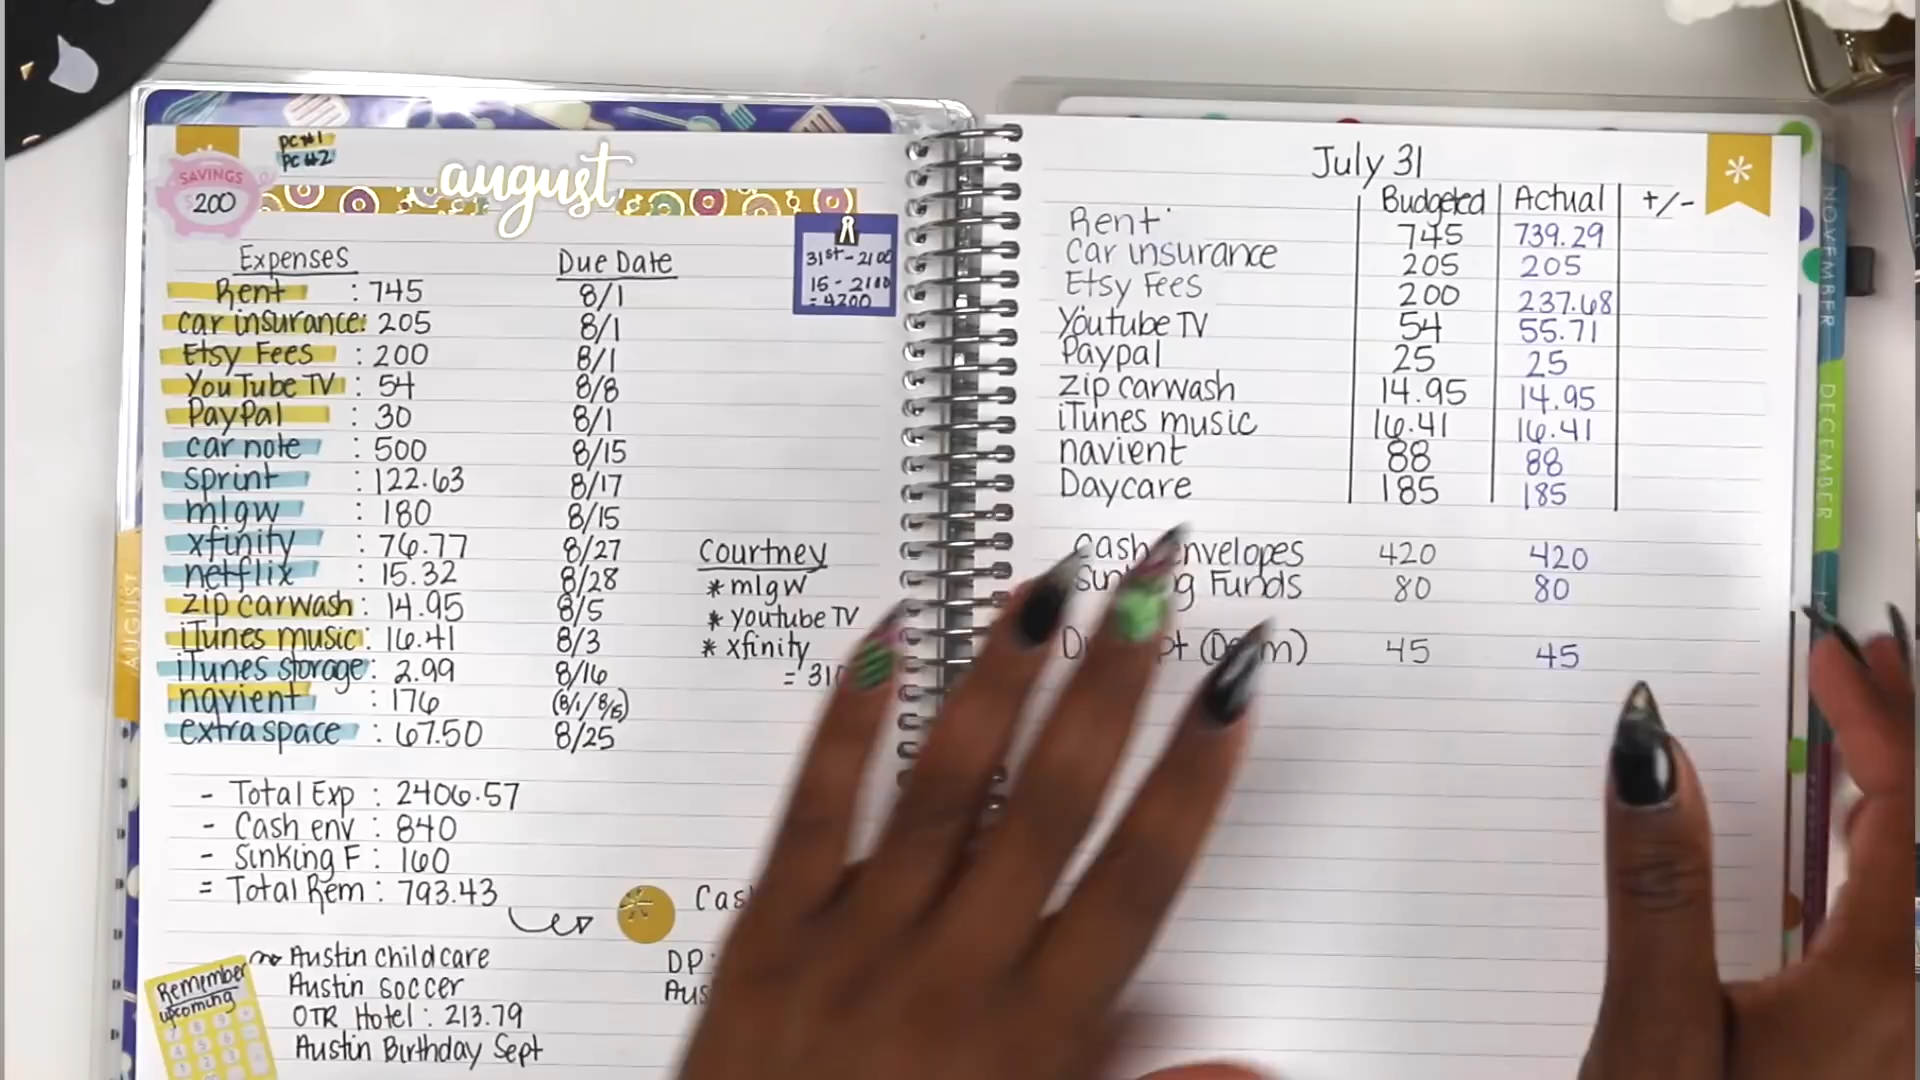 PC #1
PC #2
SAVINGS
200
august
31st - 2100
15 - 2100
= 4200
Expenses Due Date
Rent : 745 8/1
car insurance: 205 8/1
Etsy Fees : 200 8/1
YouTube TV : 54 8/8
PayPal : 30 8/1
car note : 500 8/15
sprint : 122.63 8/17
mlgw : 180 8/15
xfinity : 76.77 8/27
netflix : 15.32 8/28
zip carwash : 14.95 8/5
iTunes music : 16.41 8/3
iTunes storage : 2.99 8/16
navient : 176 (8/1/8/15)
extra space : 67.50 8/25
Courtney
* mlgw
* youtube TV
* xfinity
= 310
- Total Exp : 2406.57
- Cash env : 840
- Sinking F : 160
= Total Rem : 793.43
Remember
upcoming
Austin childcare
Austin soccer
OTR Hotel : 213.79
Austin Birthday Sept
DP:
AUGUST
July 31
Budgeted Actual +/-
Rent 745 739.29
Car insurance 205 205
Etsy Fees 200 237.68
Youtube TV 54 55.71
Paypal 25 25
zip carwash 14.95 14.95
iTunes music 16.41 16.41
navient 88 88
Daycare 185 185
Cash envelopes 420 420
Funds 80 80
45 45
NOVEMBER
DECEMBER